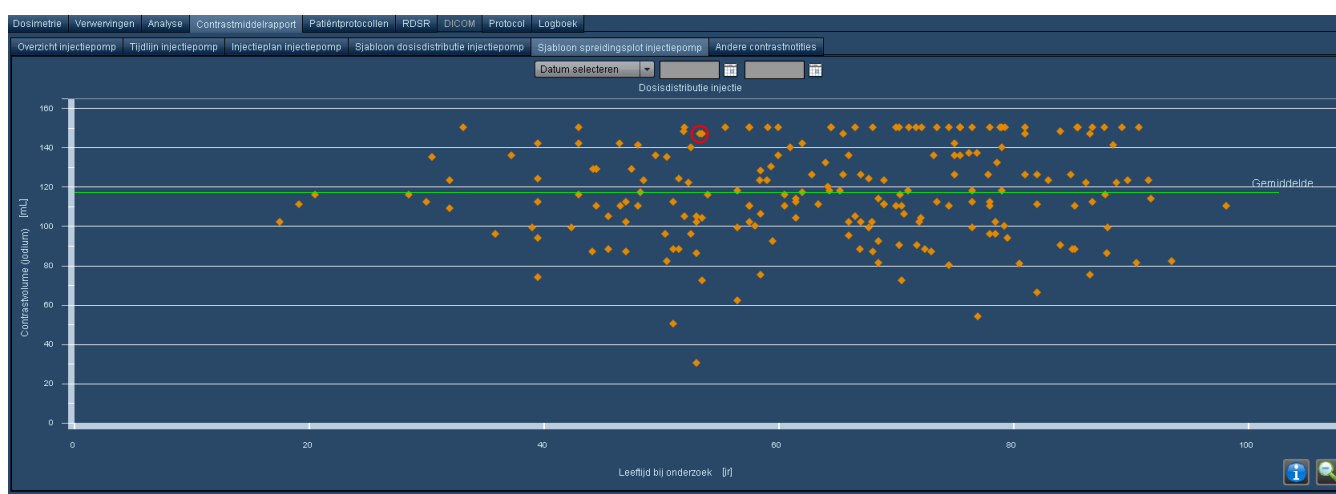 Dosimetrie Verwervingen Analyse Contrastmiddelrapport Patiëntprotocollen RDSR DICOM Protocol Logboek
Overzicht injectiepomp Tijdlijn injectiepomp Injectieplan injectiepomp Sjabloon dosisdistributie injectiepomp Sjabloon spreidingsplot injectiepomp Andere contrastnotities
Datum selecteren
Dosisdistributie injectie
160
140
120
100
80
60
40
20
0
Contrastvolume (jodium) [mL]
Gemiddelde
0 20 40 60 80 100
Leeftijd bij onderzoek [jr]